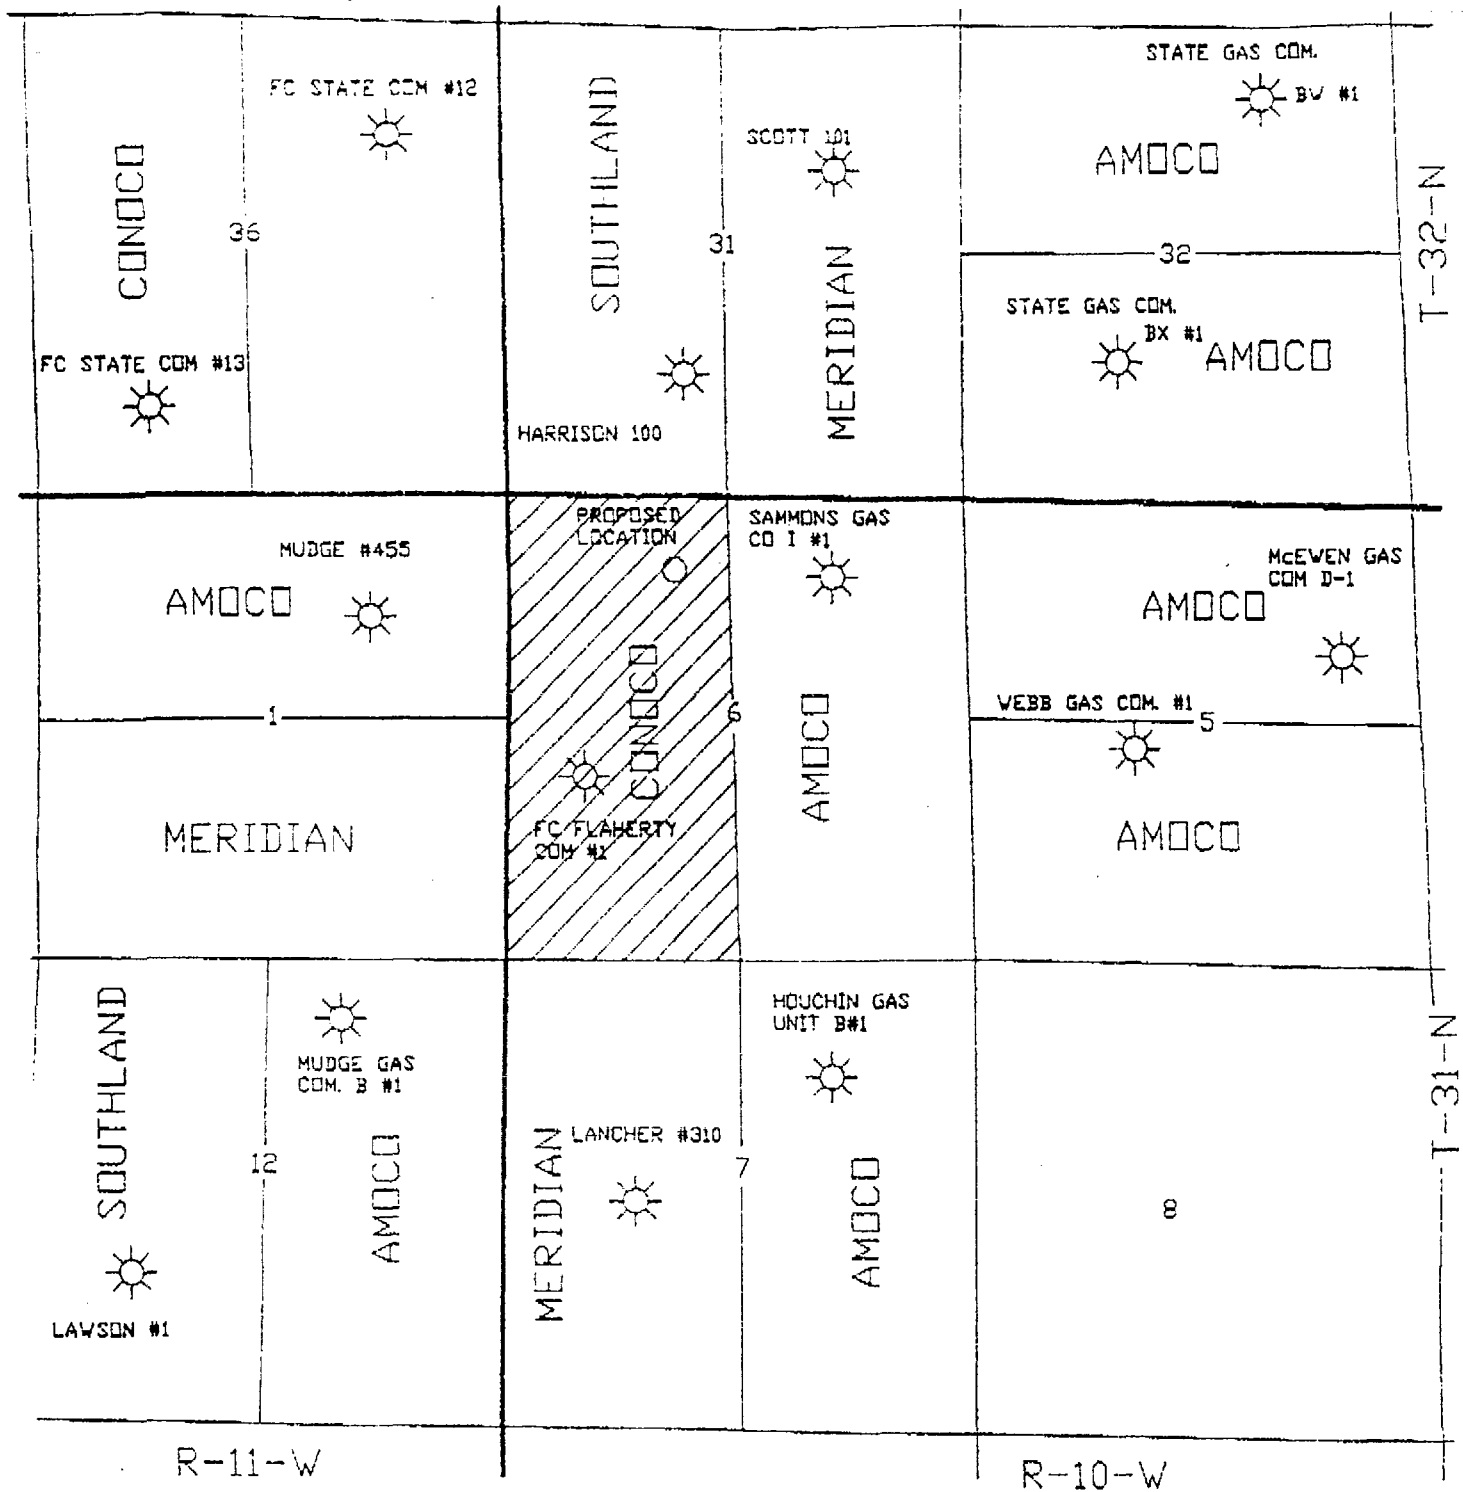 STATE GAS COM.
BW #1
FC STATE COM #12
SCOTT 101
AMOCO
CONOCO
SOUTHLAND
T-32-N
36
31
32
MERIDIAN
STATE GAS COM.
BX #1
AMOCO
FC STATE COM #13
HARRISON 100
PROPOSED
LOCATION
SAMMONS GAS
CO I #1
MUDGE #455
AMOCO
McEWEN GAS
COM D-1
AMOCO
CONOCO
WEBB GAS COM. #1
1
6
5
AMOCO
MERIDIAN
FC FLAHERTY
COM #1
AMOCO
SOUTHLAND
HOUCHIN GAS
UNIT B#1
MUDGE GAS
COM. B #1
T-31-N
LANCHER #310
MERIDIAN
12
AMOCO
7
AMOCO
8
LAWSON #1
R-11-W
R-10-W